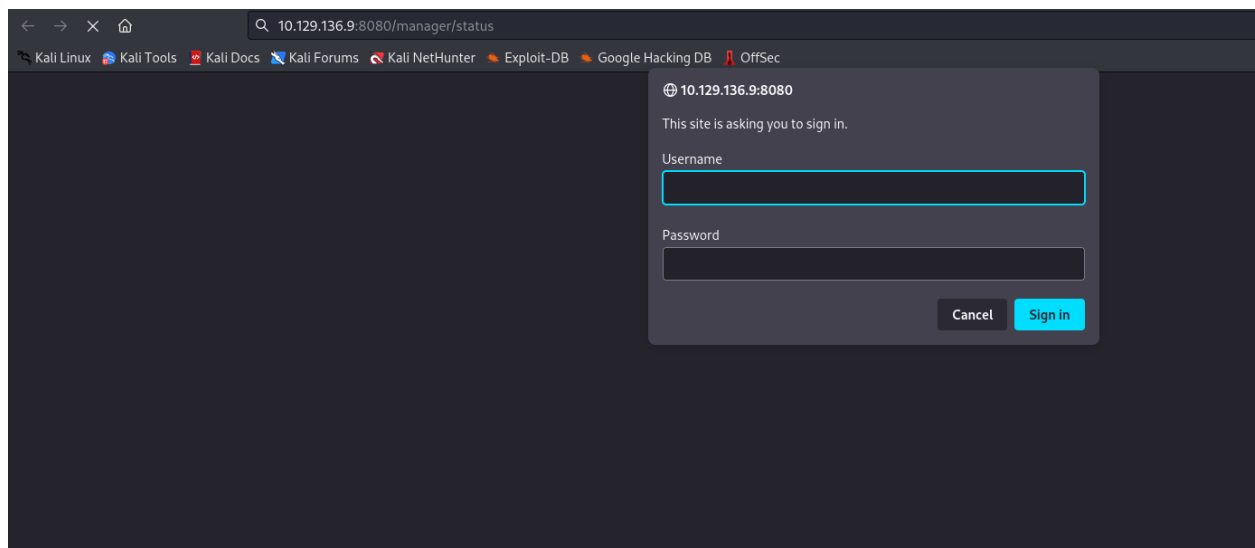 10.129.136.9:8080/manager/status
Kali Linux Kali Tools Kali Docs Kali Forums Kali NetHunter Exploit-DB Google Hacking DB OffSec
10.129.136.9:8080
This site is asking you to sign in.
Username
Password
Cancel Sign in